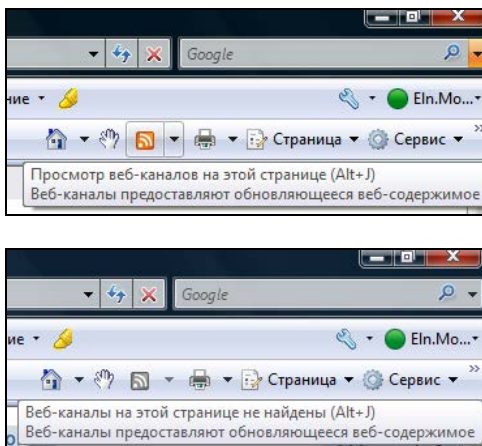 Google
ние
Eln.Mo...
Страница Сервис
Просмотр веб-каналов на этой странице (Alt+J)
Веб-каналы предоставляют обновляющееся веб-содержимое
Google
ие
Eln.Mo...
Страница Сервис
Веб-каналы на этой странице не найдены (Alt+J)
Веб-каналы предоставляют обновляющееся веб-содержимое